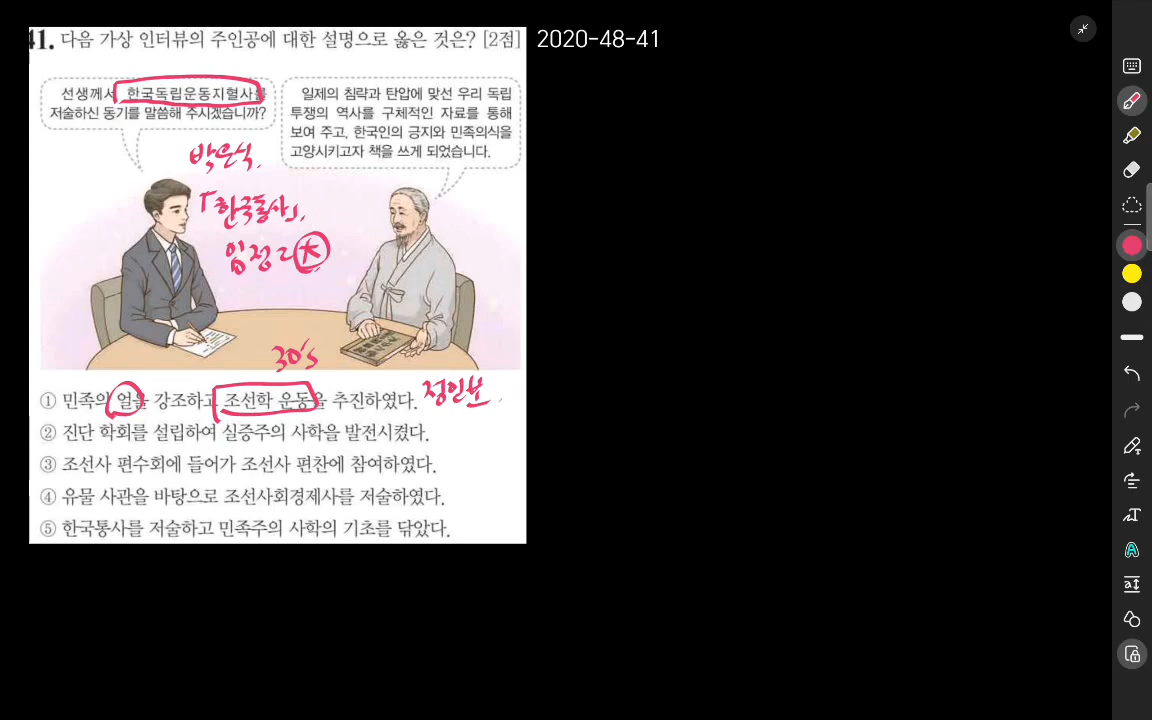 41. 다음 가상 인터뷰의 주인공에 대한 설명으로 옳은 것은? [2점]
2020-48-41
선생께서 한국독립운동지혈사를
저술하신 동기를 말씀해 주시겠습니까?
일제의 침략과 탄압에 맞선 우리 독립
투쟁의 역사를 구체적인 자료를 통해
보여 주고, 한국인의 긍지와 민족의식을
고양시키고자 책을 쓰게 되었습니다.
박은식.
「한국통사」.
임정 2 大
30's
① 민족의 얼을 강조하고 조선학 운동을 추진하였다.
정인보.
② 진단 학회를 설립하여 실증주의 사학을 발전시켰다.
③ 조선사 편수회에 들어가 조선사 편찬에 참여하였다.
④ 유물 사관을 바탕으로 조선사회경제사를 저술하였다.
⑤ 한국통사를 저술하고 민족주의 사학의 기초를 닦았다.